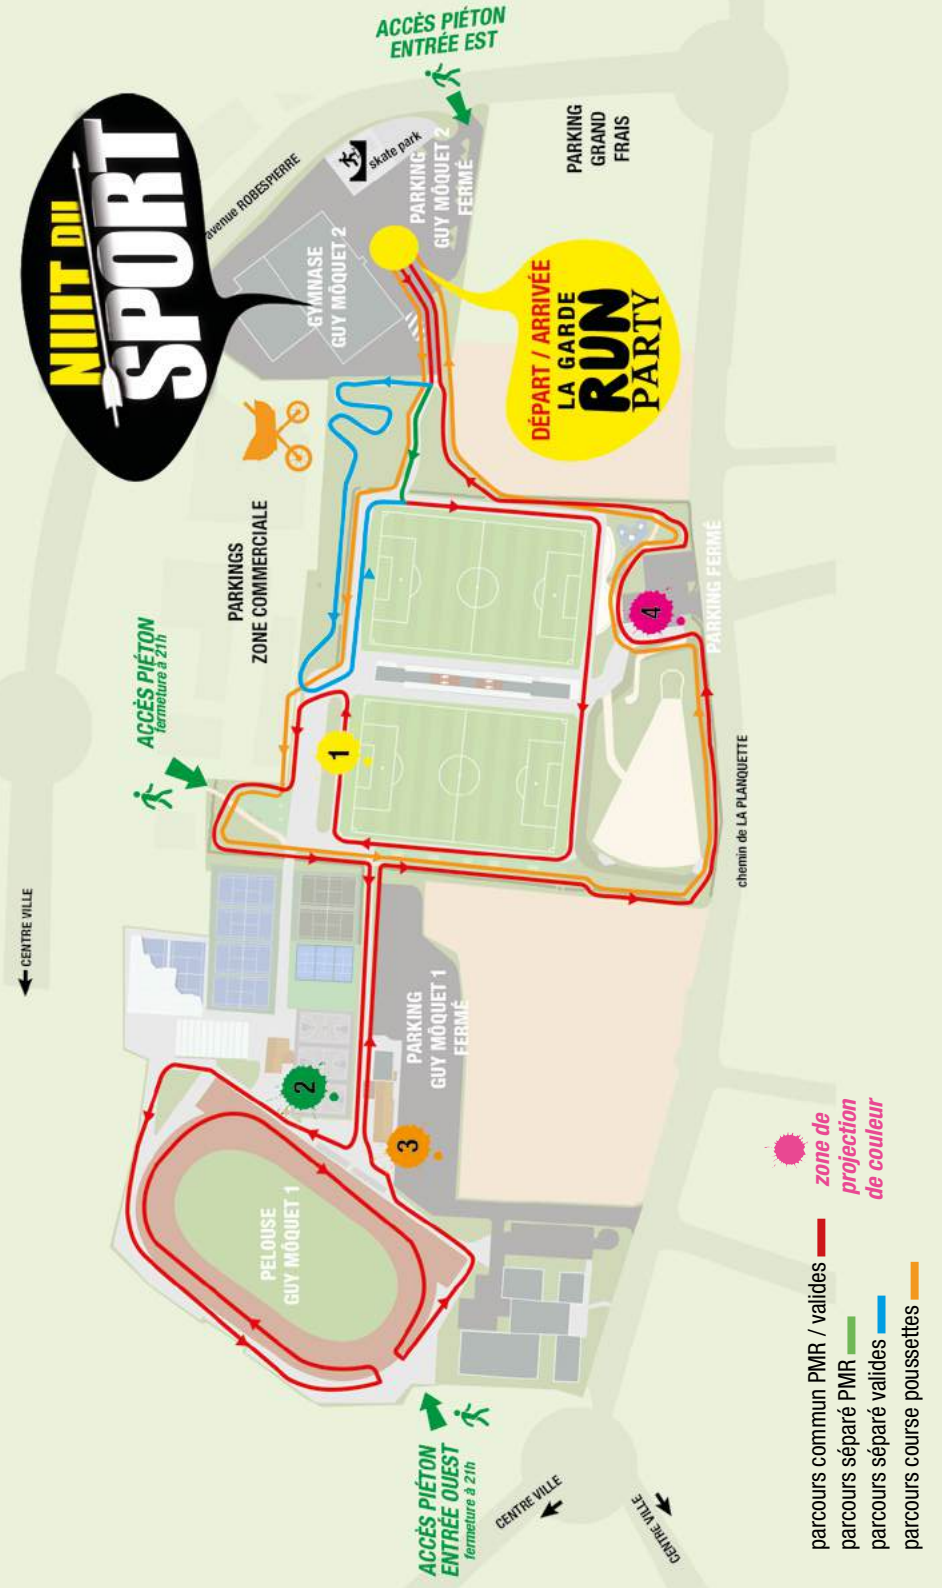 NUIT DU
SPORT
ACCÈS PIÉTON
ENTRÉE EST
avenue ROBESPIERRE
skate park
PARKING
GUY MÔQUET 2
FERMÉ
PARKING
GRAND
FRAIS
GYMNASE
GUY MÔQUET 2
DÉPART / ARRIVÉE
LA GARDE
RUN
PARTY
PARKINGS
ZONE COMMERCIALE
ACCÈS PIÉTON
fermeture à 21h
PARKING FERMÉ
4
1
chemin de LA PLANQUETTE
CENTRE VILLE
PARKING
GUY MÔQUET 1
FERMÉ
2
3
PELOUSE
GUY MÔQUET 1
ACCÈS PIÉTON
ENTRÉE OUEST
fermeture à 21h
CENTRE VILLE
CENTRE VILLE
parcours commun PMR / valides
parcours séparé PMR
parcours séparé valides
parcours course poussettes
zone de
projection
de couleur